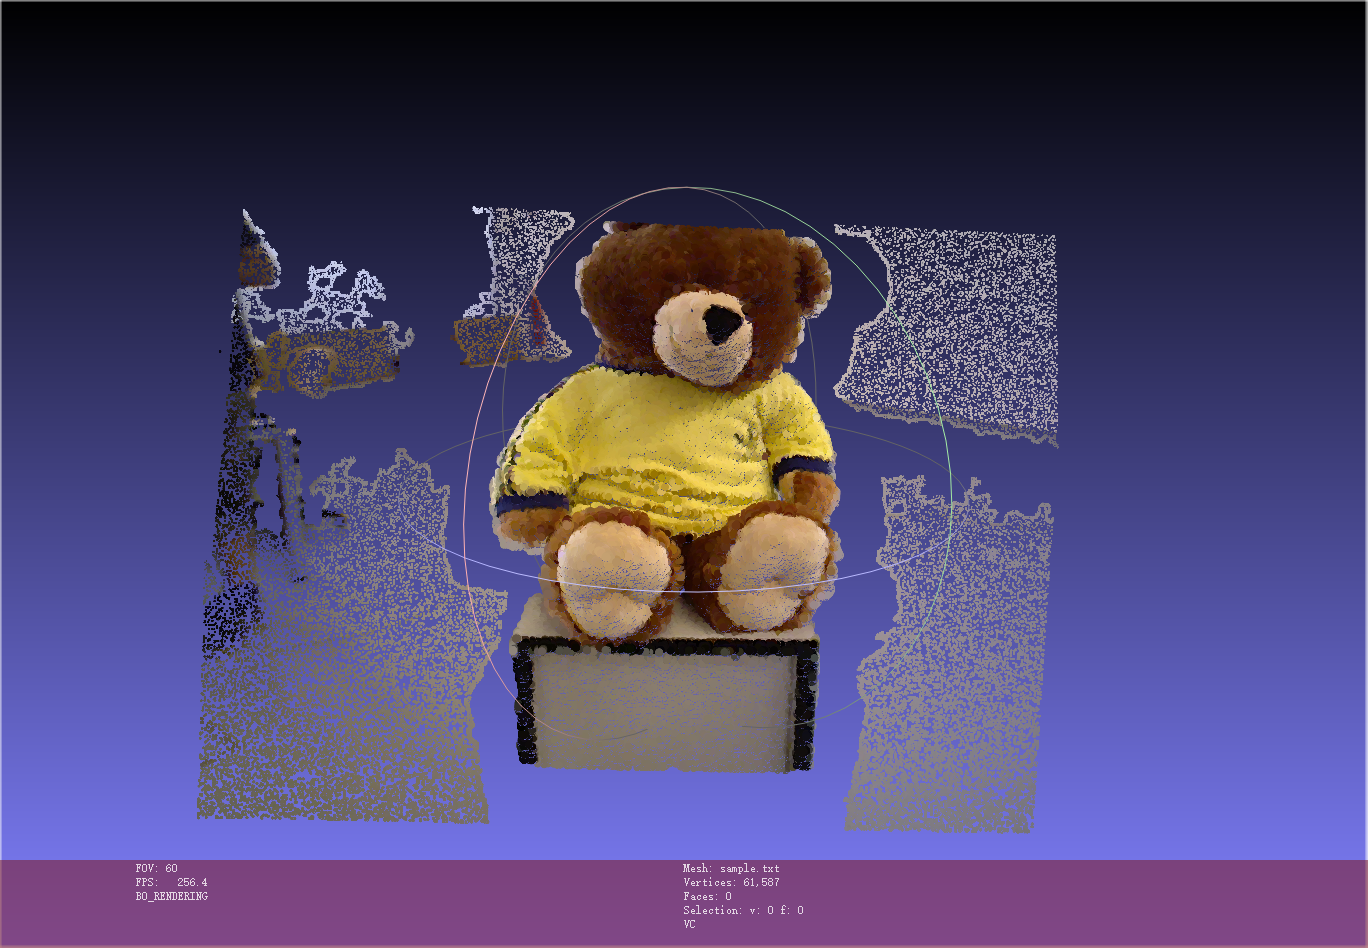 FOV: 60
FPS:   256.4
BO_RENDERING
Mesh: sample.txt
Vertices: 61,587
Faces: 0
Selection: v: 0 f: 0
VC